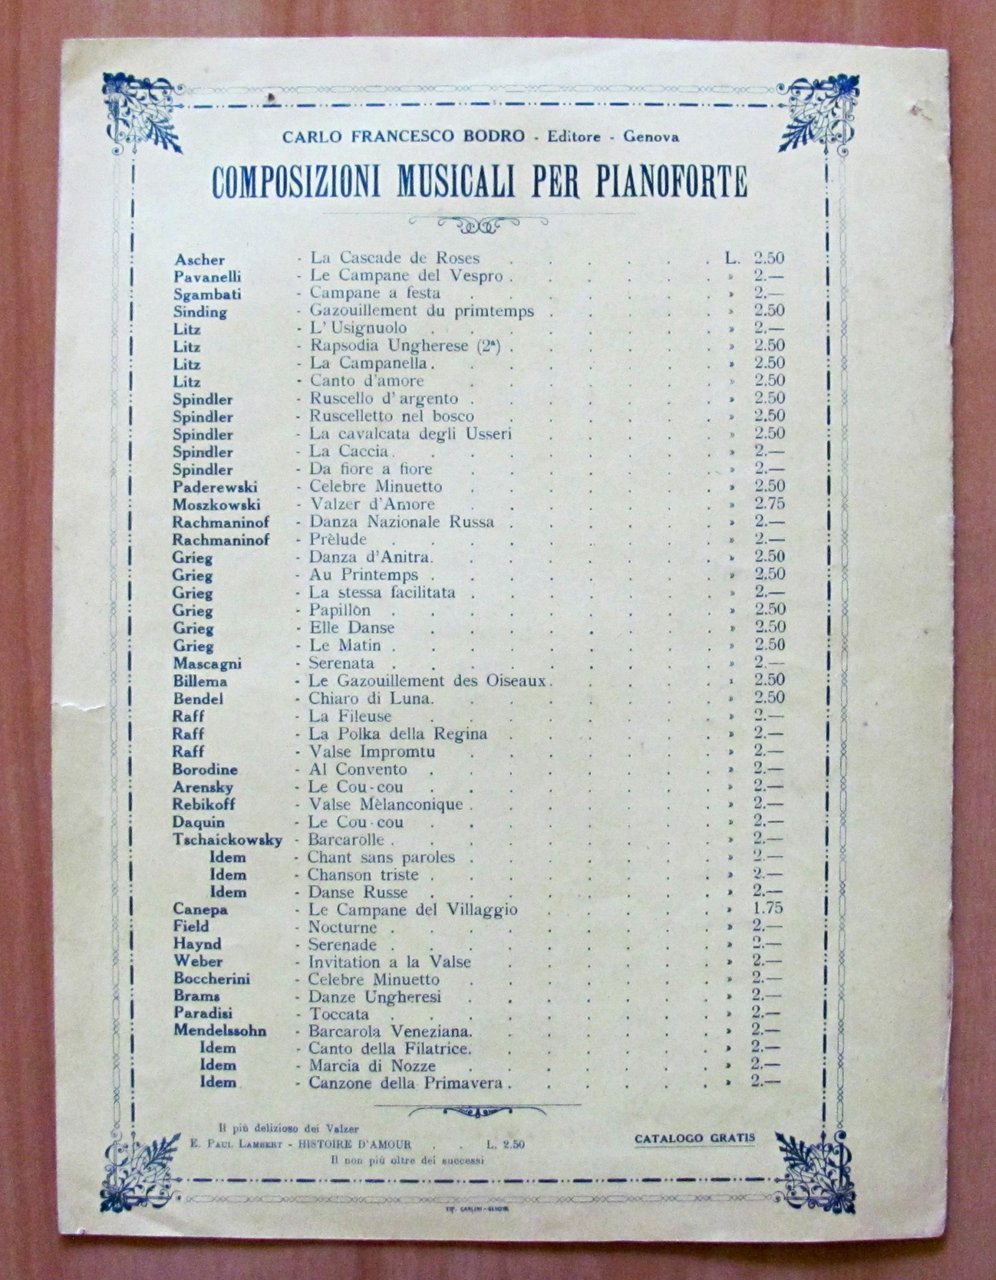 CARLO FRANCESCO BODRO - Editore - Genova
COMPOSIZIONI MUSICALI PER PIANOFORTE
Ascher - La Cascade de Roses . . . . . L. 2.50
Pavanelli - Le Campane del Vespro . . . . . . » 2.—
Sgambati - Campane a festa . . . . . . . » 2.—
Sinding - Gazouillement du primtemps . . . . . » 2.50
Litz - L' Usignuolo . . . . . . . . » 2.—
Litz - Rapsodia Ungherese (2ª) . . . . . . » 2.50
Litz - La Campanella . . . . . . . . » 2.50
Litz - Canto d'amore . . . . . . . » 2.50
Spindler - Ruscello d' argento . . . . . . . » 2.50
Spindler - Ruscelletto nel bosco . . . . . . » 2.50
Spindler - La cavalcata degli Usseri . . . . . » 2.50
Spindler - La Caccia . . . . . . . . . » 2.—
Spindler - Da fiore a fiore . . . . . . . » 2.—
Paderewski - Celebre Minuetto . . . . . . . » 2.50
Moszkowski - Valzer d'Amore . . . . . . . » 2.75
Rachmaninof - Danza Nazionale Russa . . . . . . » 2.—
Rachmaninof - Prèlude . . . . . . . . . » 2.—
Grieg - Danza d'Anitra . . . . . . . . » 2.50
Grieg - Au Printemps . . . . . . . . » 2.50
Grieg - La stessa facilitata . . . . . . . » 2.—
Grieg - Papillon . . . . . . . . . » 2.50
Grieg - Elle Danse . . . . . . . . » 2.50
Grieg - Le Matin . . . . . . . . . » 2.50
Mascagni - Serenata . . . . . . . . . » 2.—
Billema - Le Gazouillement des Oiseaux . . . . . » 2.50
Bendel - Chiaro di Luna . . . . . . . . » 2.50
Raff - La Fileuse . . . . . . . . » 2.—
Raff - La Polka della Regina . . . . . . » 2.—
Raff - Valse Impromtu . . . . . . . » 2.—
Borodine - Al Convento . . . . . . . . » 2.—
Arensky - Le Cou-cou . . . . . . . . » 2.—
Rebikoff - Valse Mèlanconique . . . . . . . » 2.—
Daquin - Le Cou-cou . . . . . . . . » 2.—
Tschaickowsky - Barcarolle . . . . . . . . . » 2.—
Idem - Chant sans paroles . . . . . . . » 2.—
Idem - Chanson triste . . . . . . . . » 2.—
Idem - Danse Russe . . . . . . . . » 2.—
Canepa - Le Campane del Villaggio . . . . . » 1.75
Field - Nocturne . . . . . . . . . » 2.—
Haynd - Serenade . . . . . . . . . » 2.—
Weber - Invitation a la Valse . . . . . . » 2.—
Boccherini - Celebre Minuetto . . . . . . . » 2.—
Brams - Danze Ungheresi . . . . . . . » 2.—
Paradisi - Toccata . . . . . . . . . » 2.—
Mendelssohn - Barcarola Veneziana . . . . . . . » 2.—
Idem - Canto della Filatrice . . . . . . . » 2.—
Idem - Marcia di Nozze . . . . . . . » 2.—
Idem - Canzone della Primavera . . . . . . » 2.—
Il più delizioso dei Valzer
E. PAUL LAMBERT - HISTOIRE D'AMOUR . . L. 2.50
Il non più oltre dei successi
CATALOGO GRATIS
TIP. CARLINI - GENOVA